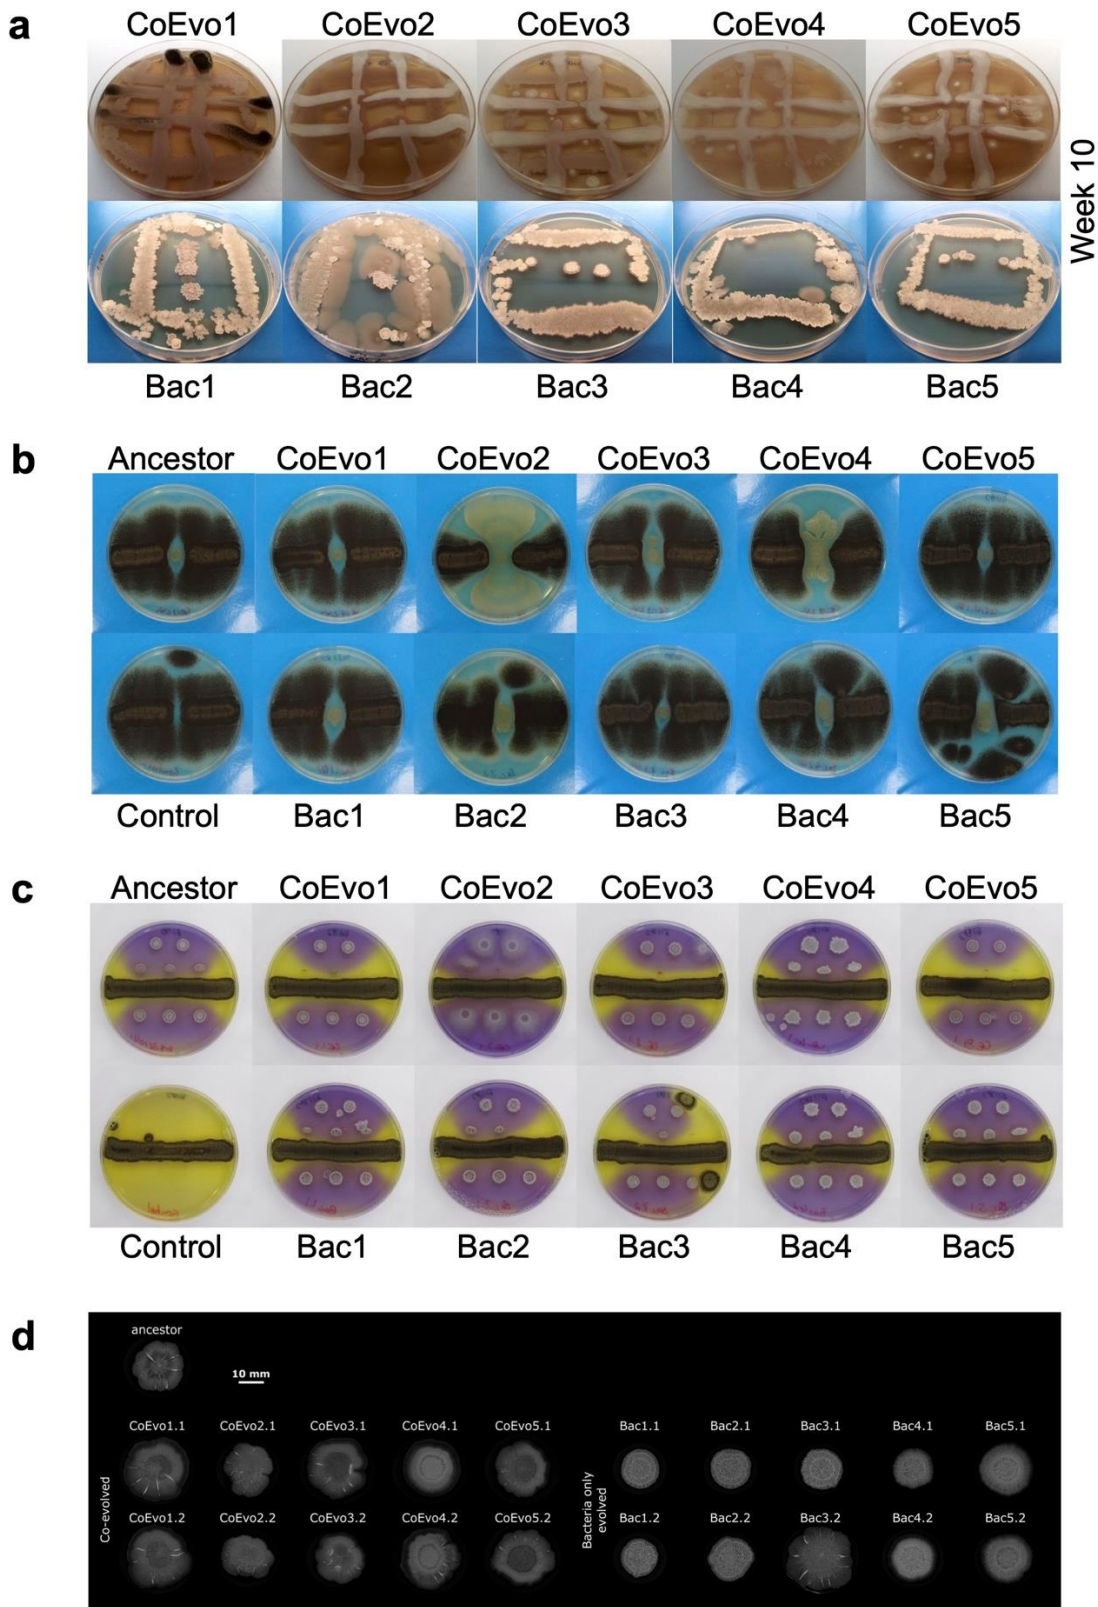 a
CoEvo1 CoEvo2 CoEvo3 CoEvo4 CoEvo5
Week 10
Bac1 Bac2 Bac3 Bac4 Bac5
b
Ancestor CoEvo1 CoEvo2 CoEvo3 CoEvo4 CoEvo5
Control Bac1 Bac2 Bac3 Bac4 Bac5
c
Ancestor CoEvo1 CoEvo2 CoEvo3 CoEvo4 CoEvo5
Control Bac1 Bac2 Bac3 Bac4 Bac5
d
ancestor
10 mm
Co-evolved
CoEvo1.1 CoEvo2.1 CoEvo3.1 CoEvo4.1 CoEvo5.1
CoEvo1.2 CoEvo2.2 CoEvo3.2 CoEvo4.2 CoEvo5.2
Bacteria only
evolved
Bac1.1 Bac2.1 Bac3.1 Bac4.1 Bac5.1
Bac1.2 Bac2.2 Bac3.2 Bac4.2 Bac5.2